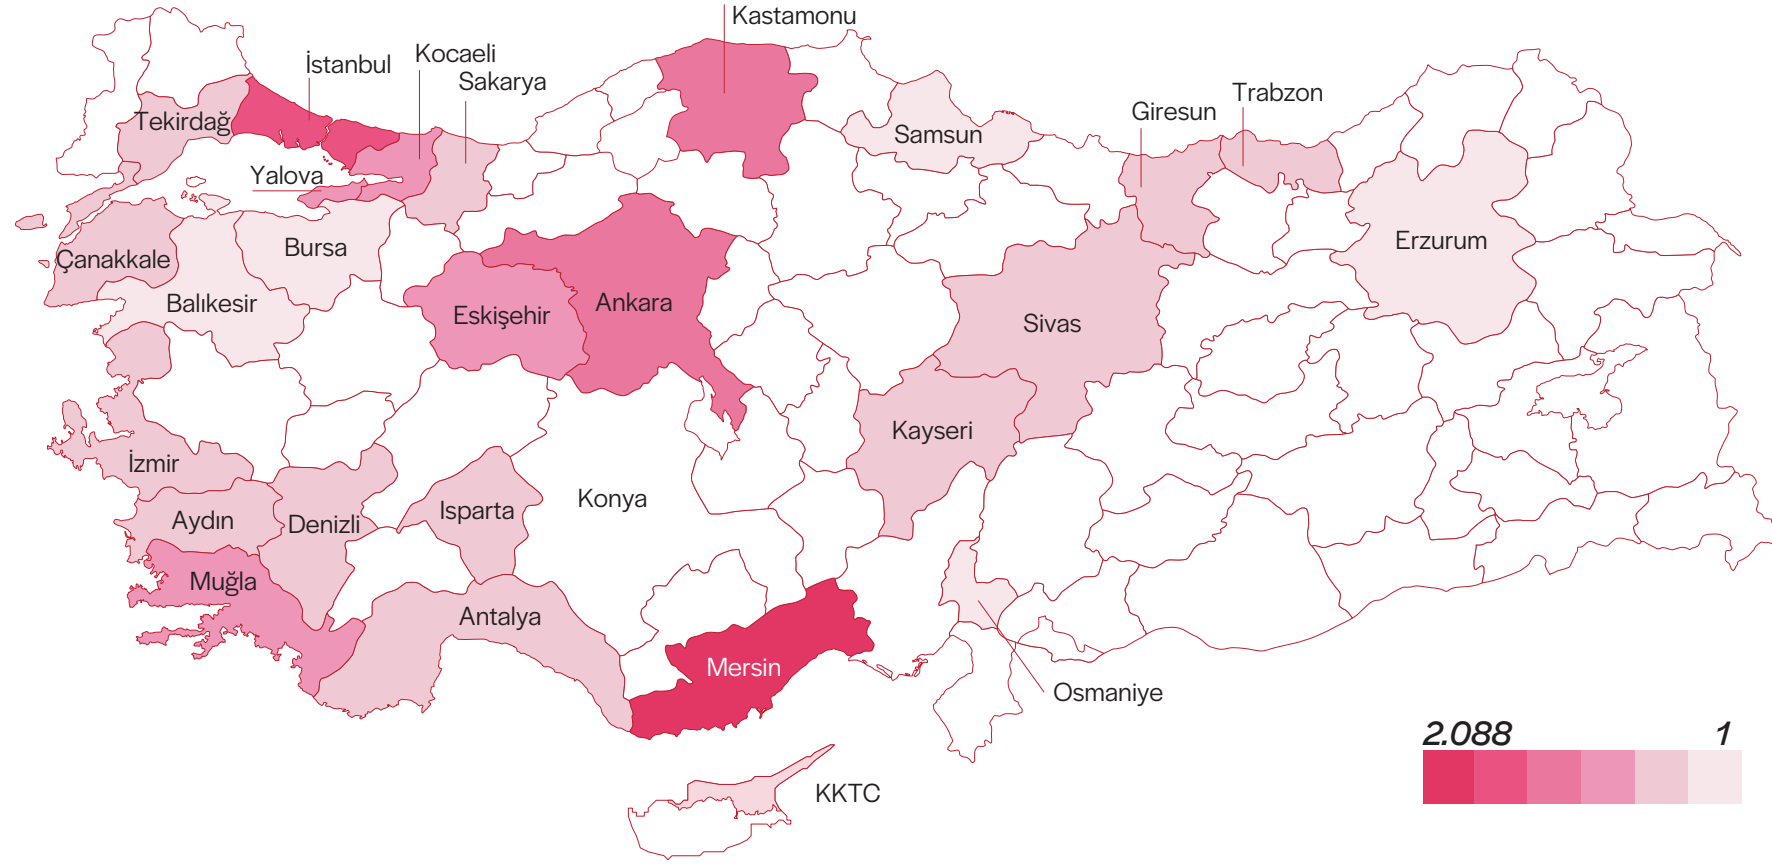 Kastamonu
Kocaeli
İstanbul
Sakarya
Trabzon
Giresun
Tekirdağ
Samsun
Yalova
Bursa
Erzurum
Çanakkale
Balıkesir
Ankara
Eskişehir
Sivas
Kayseri
İzmir
Konya
Isparta
Aydın
Denizli
Muğla
Antalya
Mersin
Osmaniye
2.088 1
KKTC